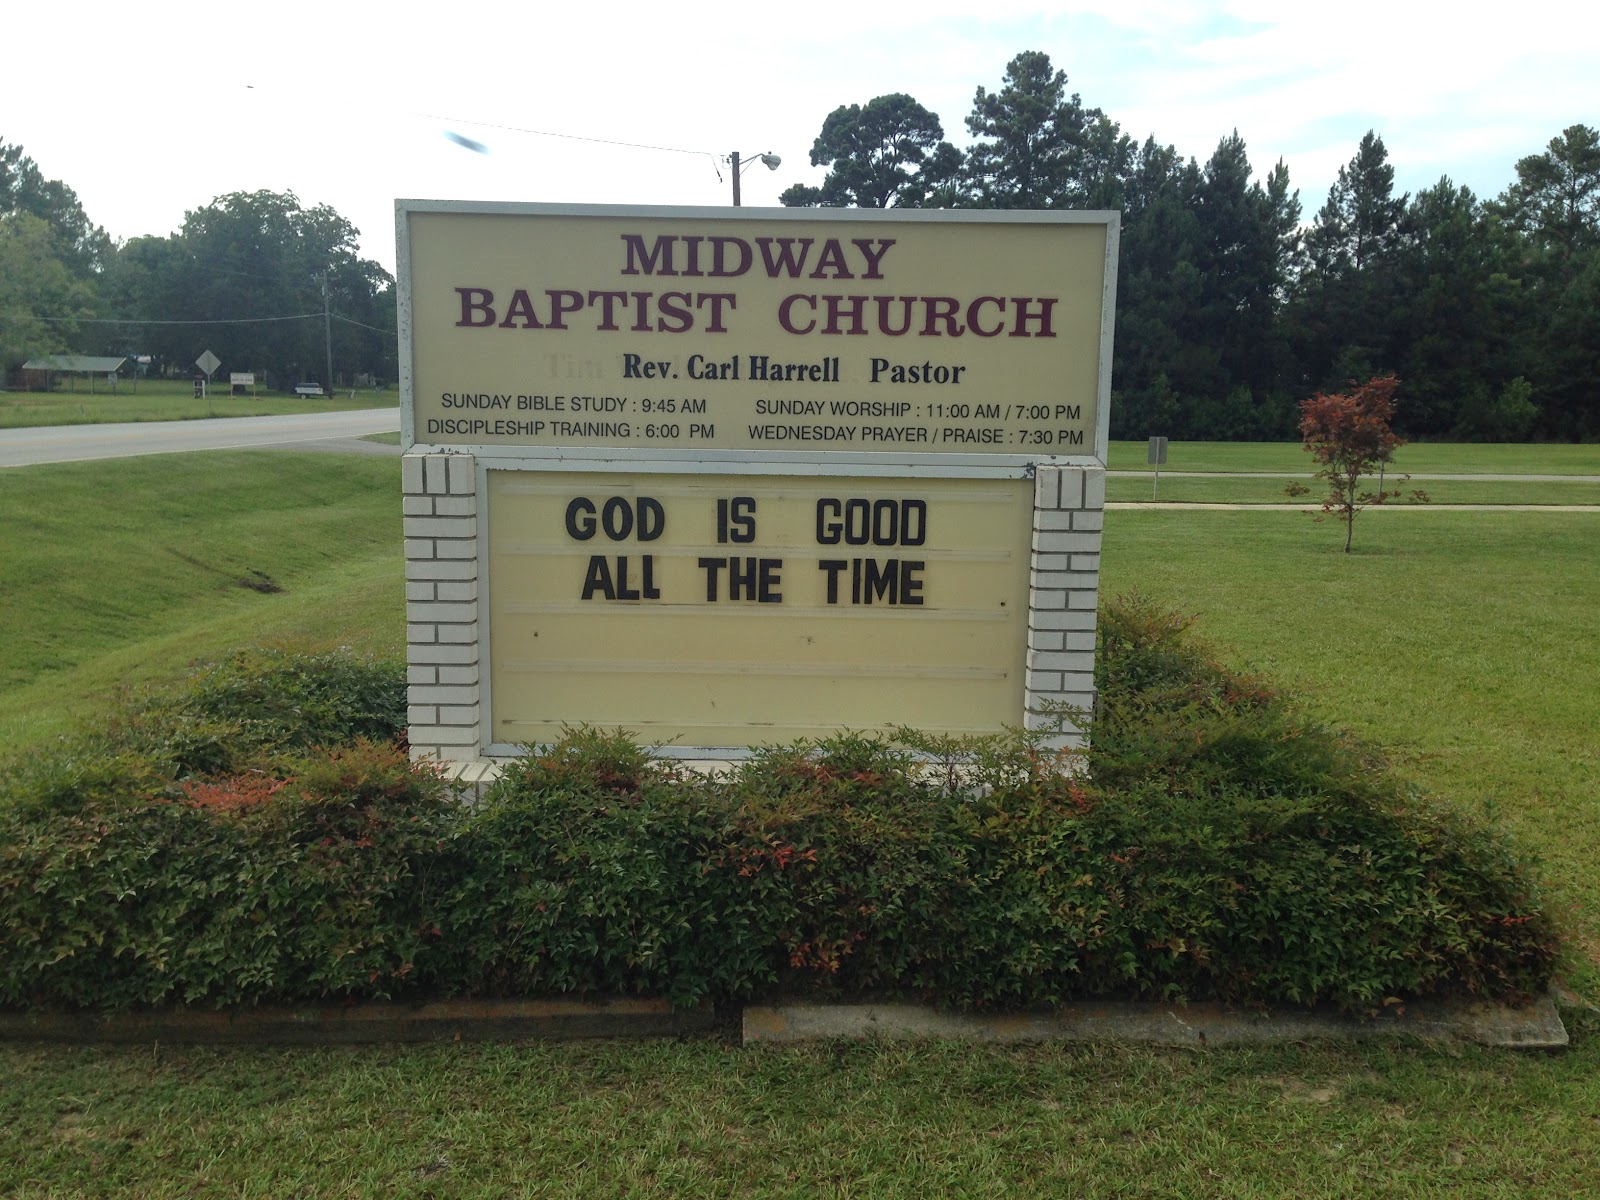 MIDWAY
BAPTIST CHURCH
Tim Rev. Carl Harrell Pastor
SUNDAY BIBLE STUDY : 9:45 AM SUNDAY WORSHIP : 11:00 AM / 7:00 PM
DISCIPLESHIP TRAINING : 6:00 PM WEDNESDAY PRAYER / PRAISE : 7:30 PM
GOD IS GOOD
ALL THE TIME